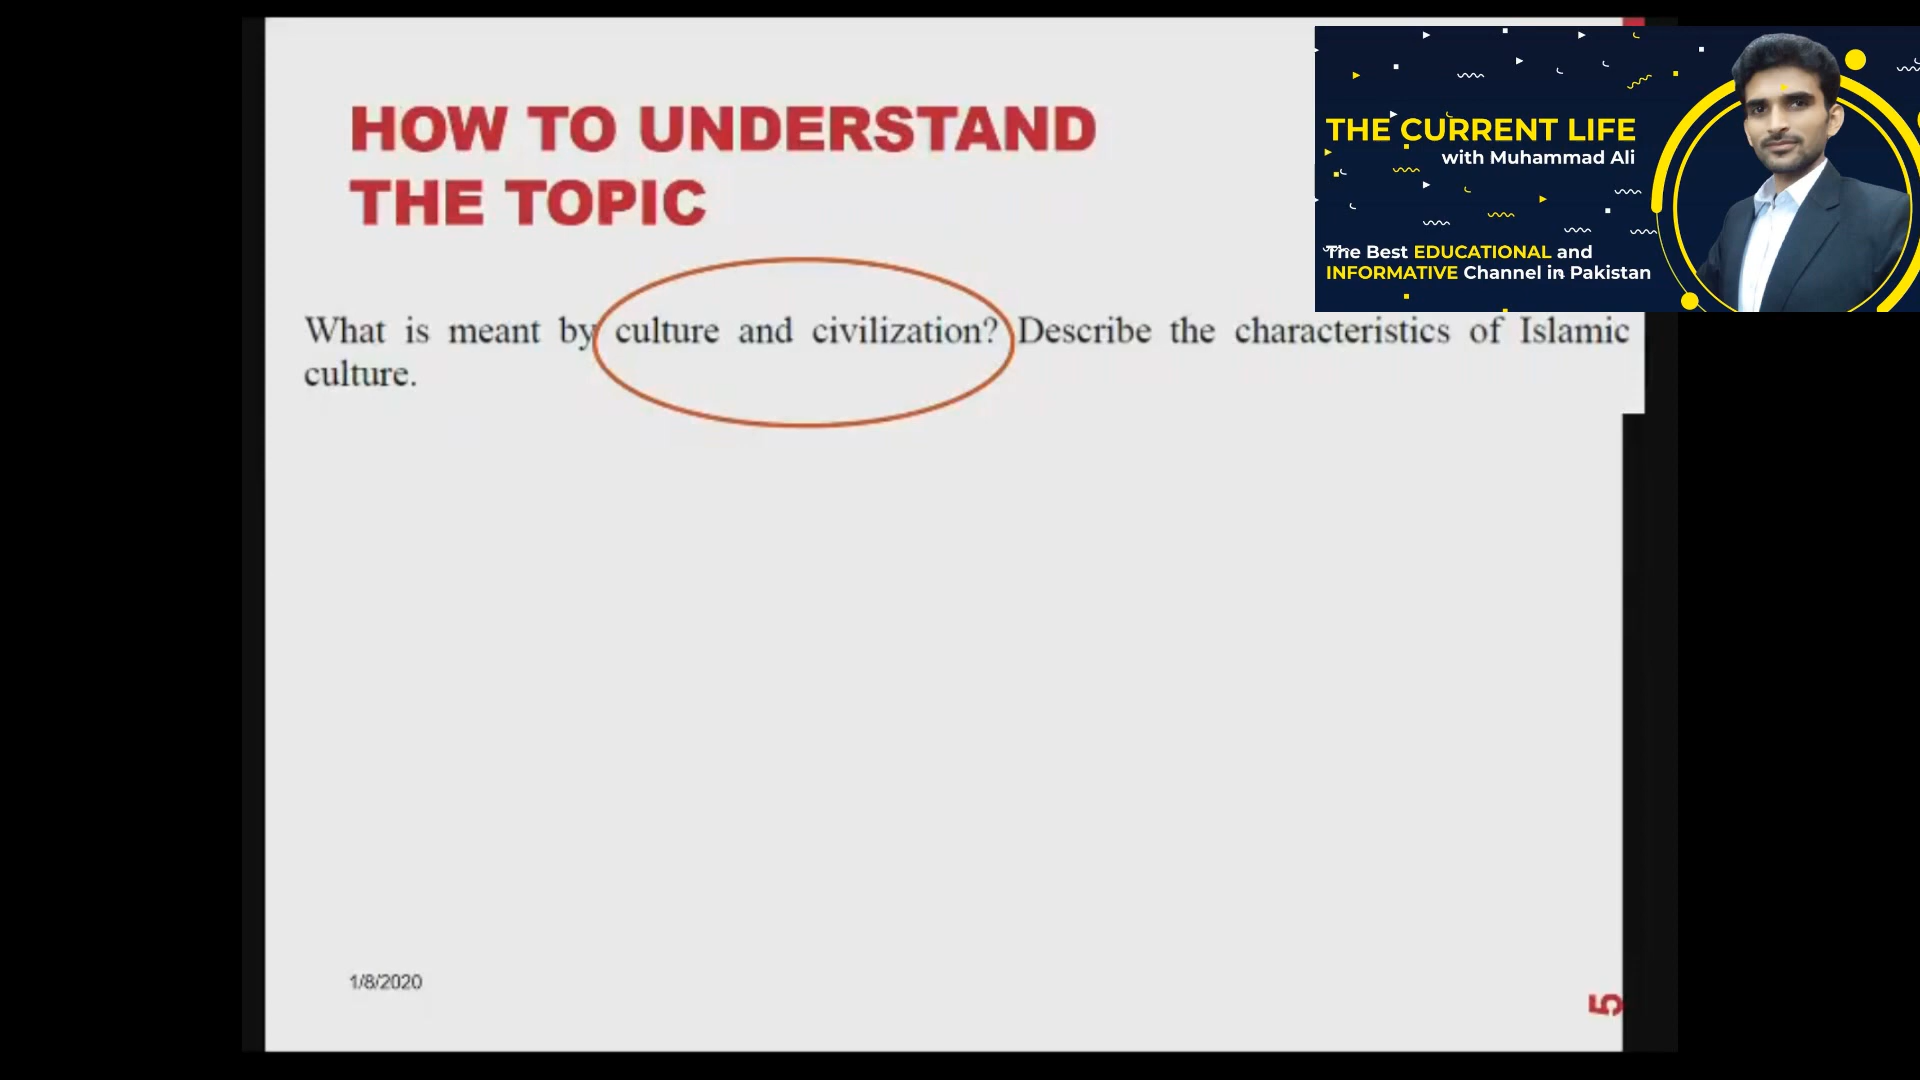 HOW TO UNDERSTAND
THE TOPIC
THE CURRENT LIFE
with Muhammad Ali
The Best EDUCATIONAL and
INFORMATIVE Channel in Pakistan
What is meant by culture and civilization? Describe the characteristics of Islamic
culture.
1/8/2020
5